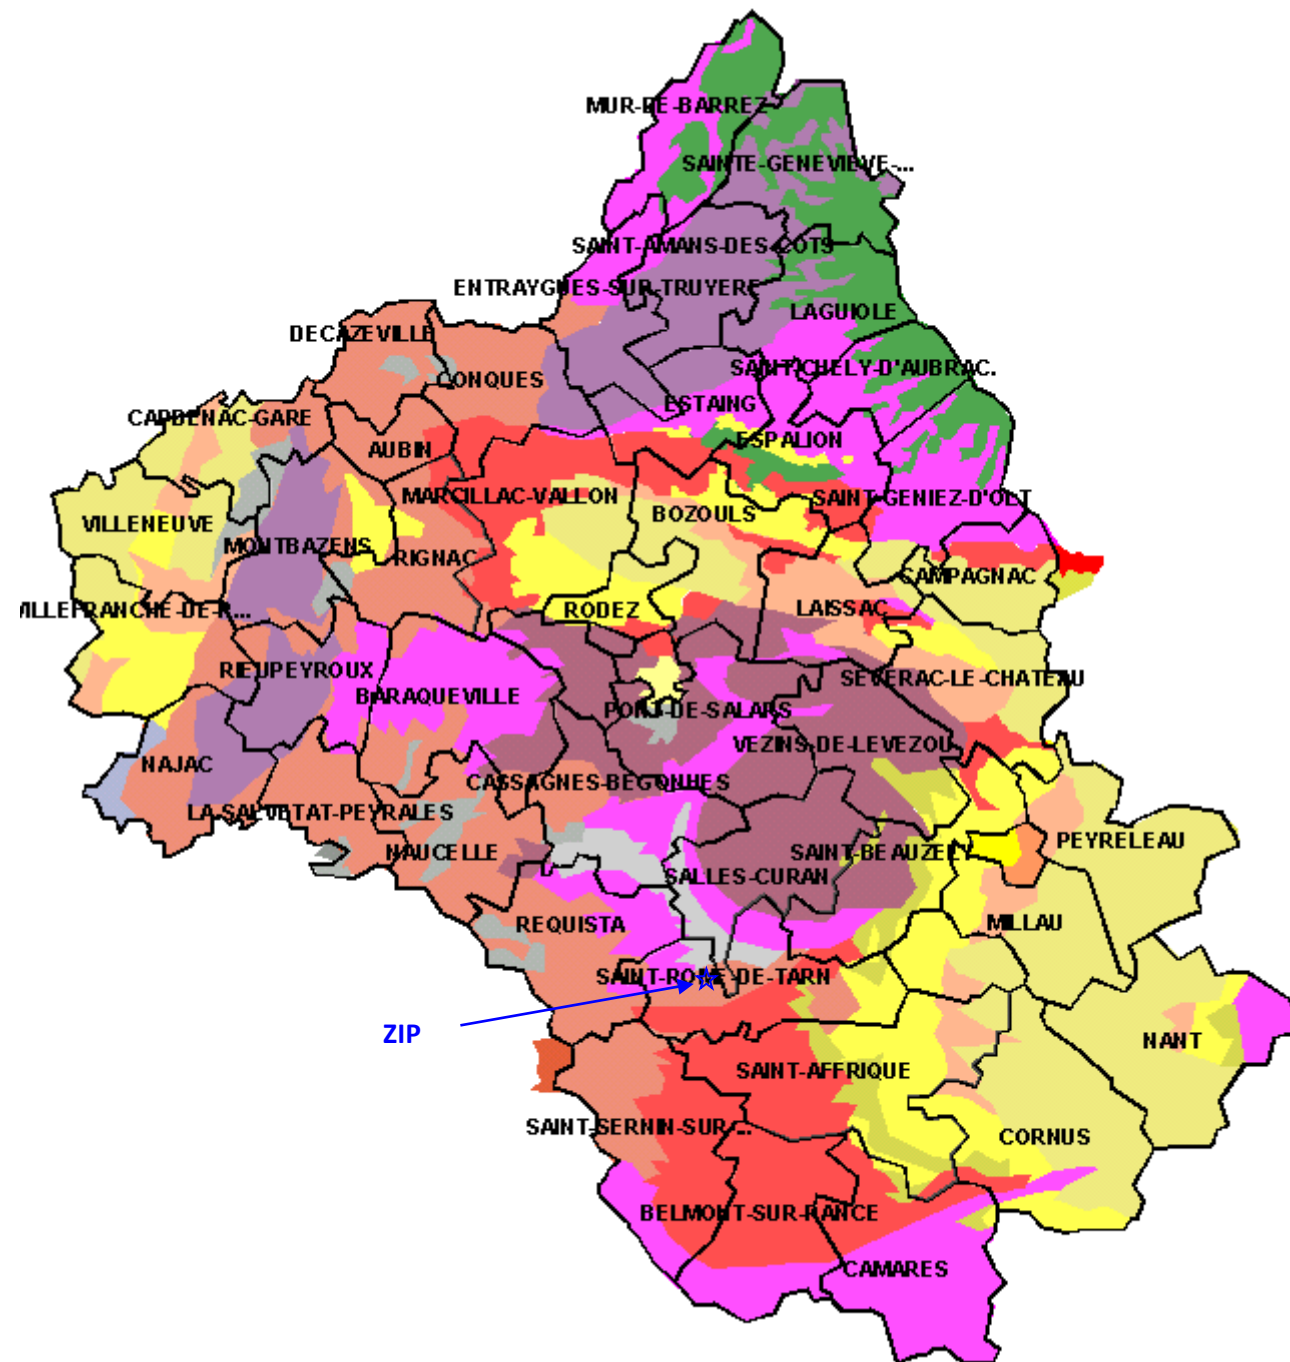 MUR-DE-BARREZ
SAINTE-GENEVIEVE-...
SAINT-AMANS-DES-COTS
ENTRAYGUES-SUR-TRUYERE
LAGUIOLE
DECAZEVILLE
SAINT-CHELY-D'AUBRAC.
CONQUES
ESTAING
CAPDENAC-GARE
AUBIN
ESPALION
MARCILLAC-VALLON
SAINT-GENIEZ-D'OLT
BOZOULS
VILLENEUVE
MONTBAZENS
RIGNAC
CAMPAGNAC
VILLEFRANCHE-DE-R...
RODEZ
LAISSAC
RIEUPEYROUX
SEVERAC-LE-CHATEAU
BARAQUEVILLE
PONT-DE-SALARS
VEZINS-DE-LEVEZOU
NAJAC
CASSAGNES-BEGONHES
LA-SALVETAT-PEYRALES
PEYRELEAU
NAUCELLE
SAINT-BEAUZELY
SALLES-CURAN
REQUISTA
MILLAU
SAINT-ROME-DE-TARN
ZIP
NANT
SAINT-AFFRIQUE
SAINT-SERNIN-SUR-...
CORNUS
BELMONT-SUR-RANCE
CAMARES